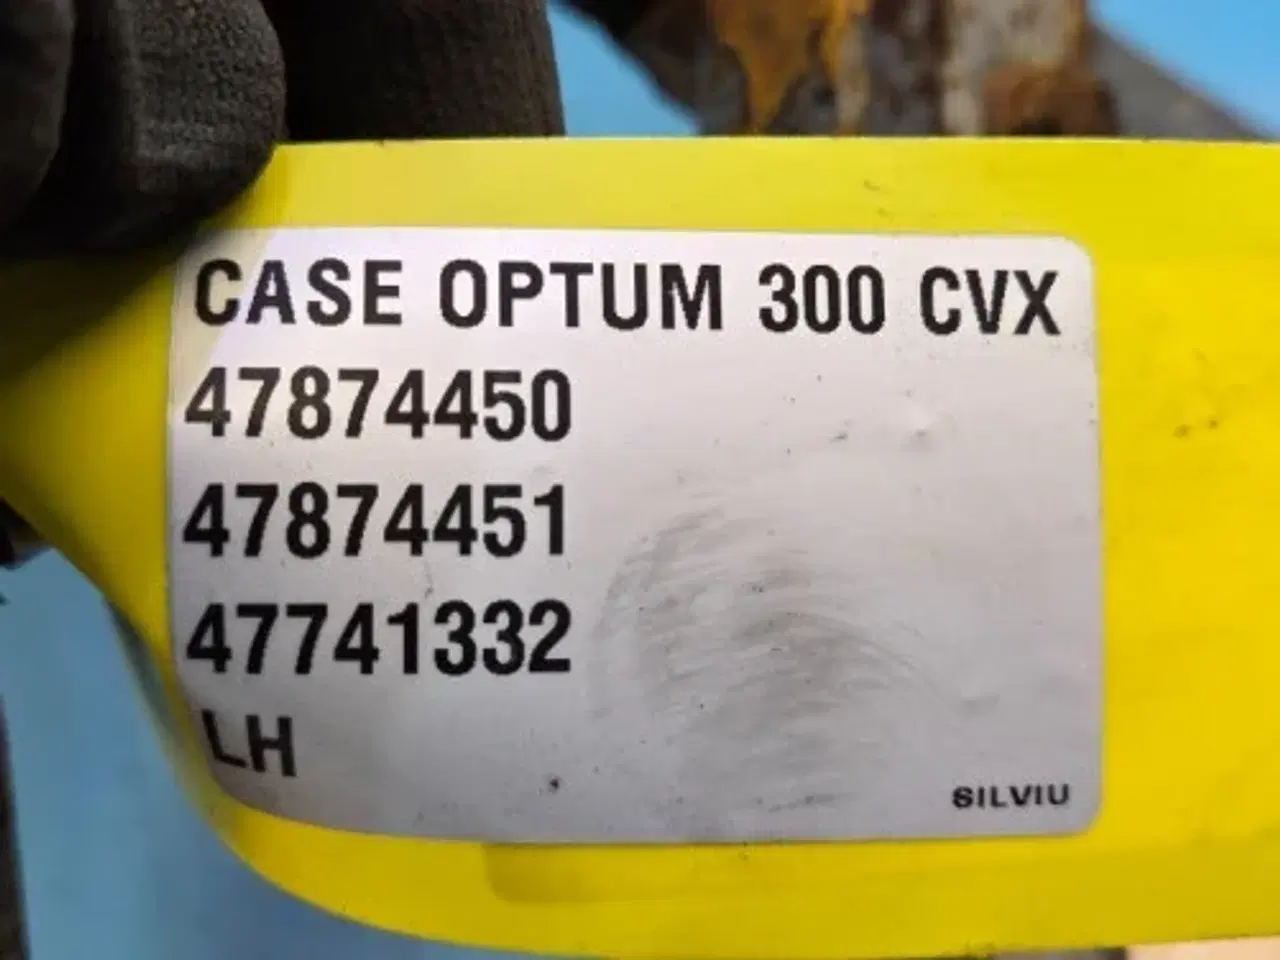 CASE OPTUM 300 CVX
47874450
47874451
47741332
LH
SILVIU